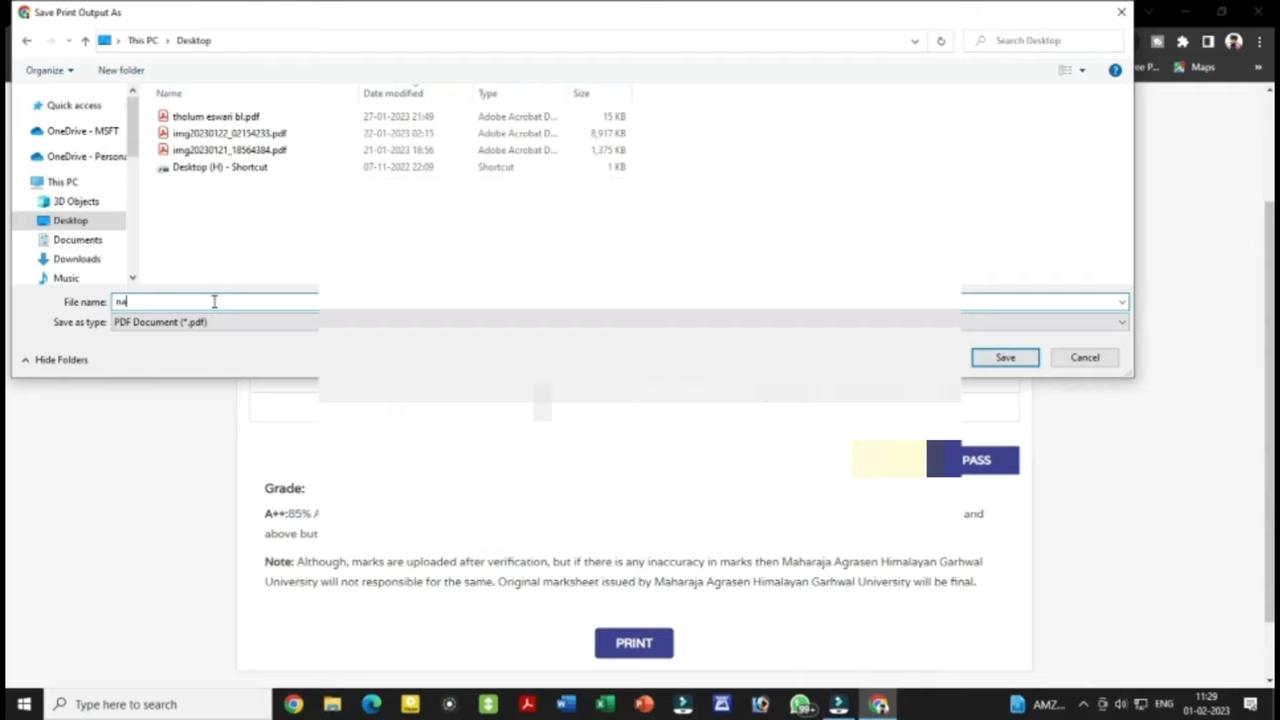 Save Print Output As
This PC > Desktop
Search Desktop
ee P... Maps »
Organize New folder
Name Date modified Type Size
Quick access
OneDrive - MSFT
OneDrive - Persona
This PC
3D Objects
Desktop
Documents
Downloads
Music
tholum eswari bl.pdf 27-01-2023 21:49 Adobe Acrobat D... 15 KB
img20230122_02154233.pdf 22-01-2023 02:15 Adobe Acrobat D... 8,917 KB
img20230121_18564384.pdf 21-01-2023 18:56 Adobe Acrobat D... 1,375 KB
Desktop (H) - Shortcut 07-11-2022 22:09 Shortcut 1 KB
File name: na
Save as type: PDF Document (*.pdf)
Hide Folders
Save Cancel
PASS
Grade:
A++:85% A and
above but
Note: Although, marks are uploaded after verification, but if there is any inaccuracy in marks then Maharaja Agrasen Himalayan Garhwal
University will not responsible for the same. Original marksheet issued by Maharaja Agrasen Himalayan Garhwal University will be final.
PRINT
Type here to search
99+
AMZ...
ENG
11:29
01-02-2023